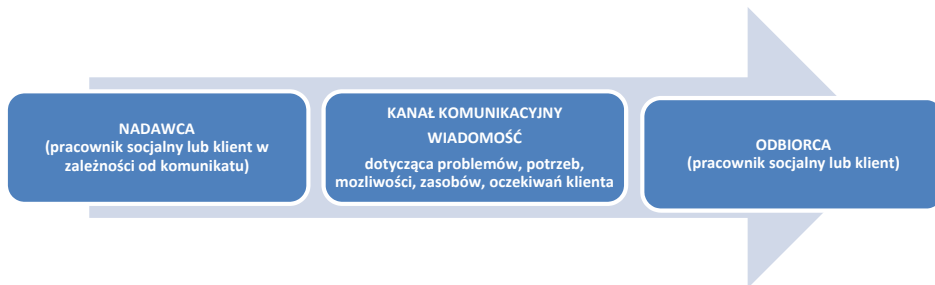 NADAWCA
(pracownik socjalny lub klient w
zależności od komunikatu)
KANAŁ KOMUNIKACYJNY
WIADOMOŚĆ
dotycząca problemów, potrzeb,
mozliwości, zasobów, oczekiwań klienta
ODBIORCA
(pracownik socjalny lub klient)